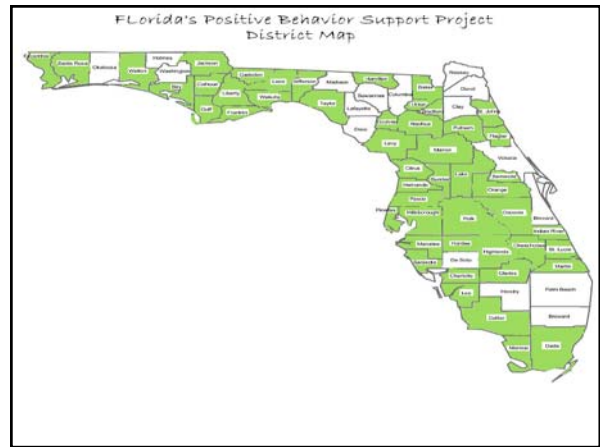 FLorida's Positive Behavior Support Project
District Map
Escambia
Santa Rosa
Okaloosa
Walton
Holmes
Washington
Bay
Jackson
Calhoun
Gulf
Gadsden
Liberty
Franklin
Leon
Wakulla
Jefferson
Madison
Taylor
Hamilton
Suwannee
Lafayette
Dixie
Columbia
Baker
Union
Bradford
Gilchrist
Alachua
Levy
Nassau
Duval
Clay
St. Johns
Putnam
Flagler
Marion
Volusia
Citrus
Sumter
Lake
Seminole
Hernando
Orange
Pasco
Pinellas
Hillsborough
Polk
Osceola
Brevard
Indian River
Manatee
Hardee
Highlands
Okeechobee
St. Lucie
Sarasota
De Soto
Martin
Charlotte
Glades
Lee
Hendry
Palm Beach
Collier
Broward
Monroe
Dade